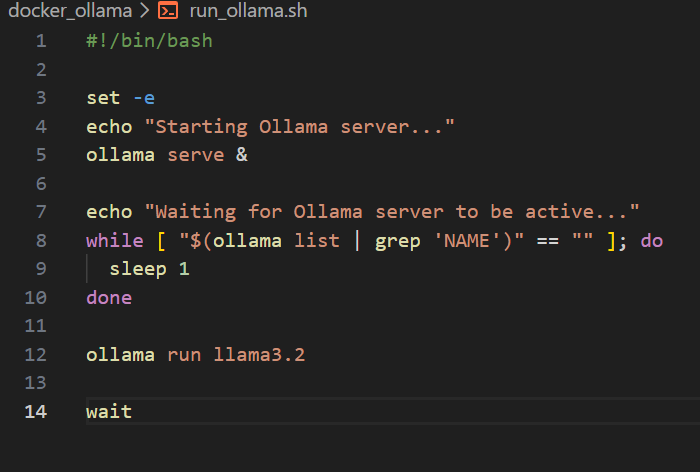 docker_ollama > run_ollama.sh
1 #!/bin/bash
2
3 set -e
4 echo "Starting Ollama server..."
5 ollama serve &
6
7 echo "Waiting for Ollama server to be active..."
8 while [ "$(ollama list | grep 'NAME')" == "" ]; do
9   sleep 1
10 done
11
12 ollama run llama3.2
13
14 wait